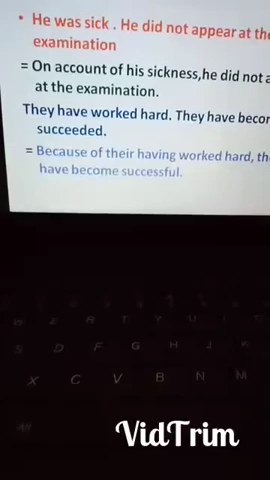 • He was sick . He did not appear at the
examination
= On account of his sickness,he did not
at the examination.
They have worked hard. They have
succeeded.
= Because of their having worked hard,
have become successful.
W E R T Y U I
S D F G H J K
X C V B N M
Alt
VidTrim